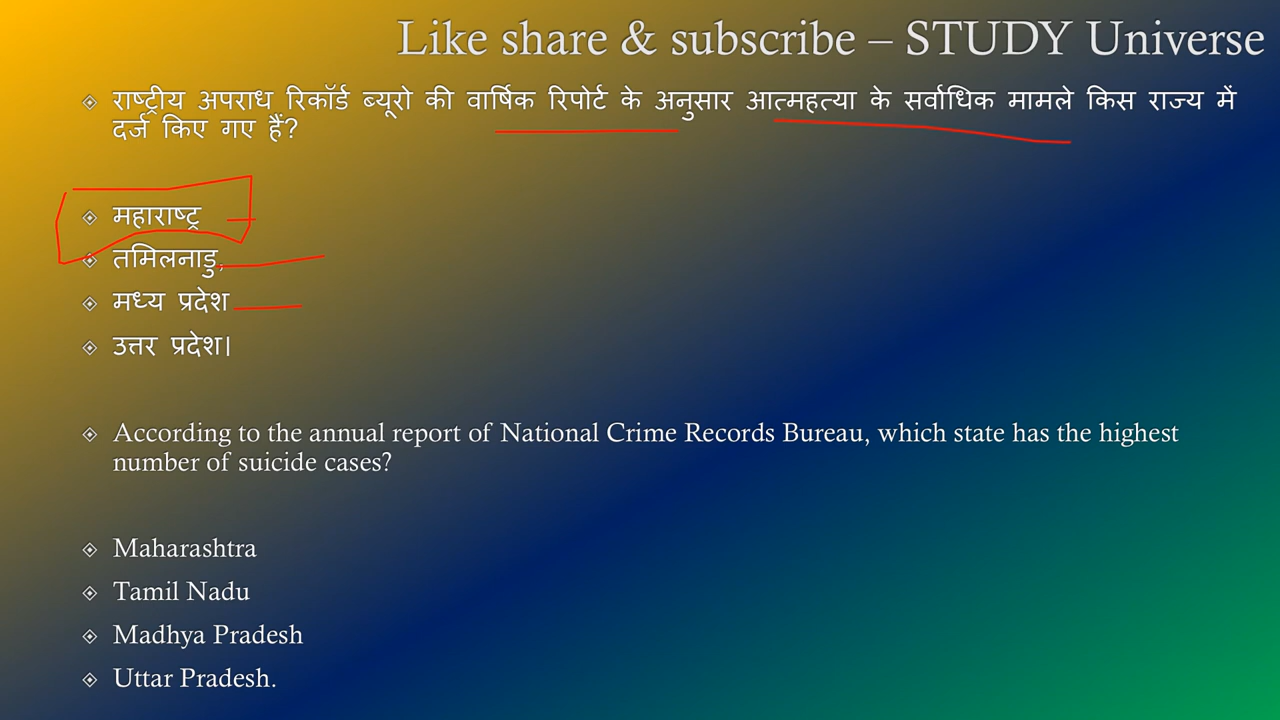 Like share & subscribe – STUDY Universe
राष्ट्रीय अपराध रिकॉर्ड ब्यूरो की वार्षिक रिपोर्ट के अनुसार आत्महत्या के सर्वाधिक मामले किस राज्य में
दर्ज किए गए हैं?
महाराष्ट्र
तमिलनाडु,
मध्य प्रदेश
उत्तर प्रदेश।
According to the annual report of National Crime Records Bureau, which state has the highest
number of suicide cases?
Maharashtra
Tamil Nadu
Madhya Pradesh
Uttar Pradesh.